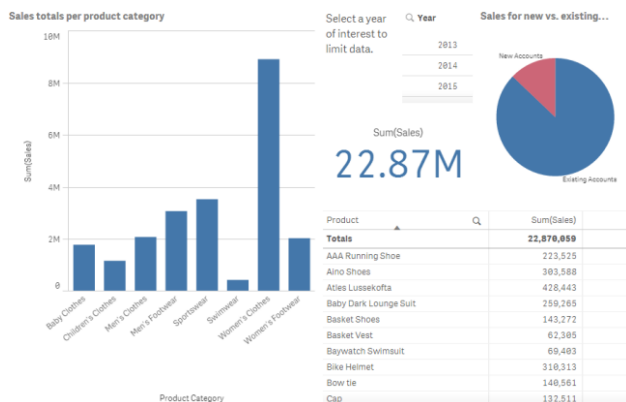 Sales totals per product category
10M
8M
6M
4M
2M
0
Sum(Sales)
Baby Clothes
Children's Clothes
Men's Clothes
Men's Footwear
Sportswear
Swimwear
Women's Clothes
Women's Footwear
Product Category
Select a year
of interest to
limit data.
Year
2013
2014
2015
Sum(Sales)
22.87M
Sales for new vs. existing...
New Accounts
Existing Accounts
Product Sum(Sales)
Totals 22,870,059
AAA Running Shoe 223,525
Aino Shoes 303,588
Atles Lussekofta 428,443
Baby Dark Lounge Suit 259,265
Basket Shoes 143,272
Basket Vest 62,305
Baywatch Swimsuit 69,403
Bike Helmet 310,313
Bow tie 140,561
Cap 132,511